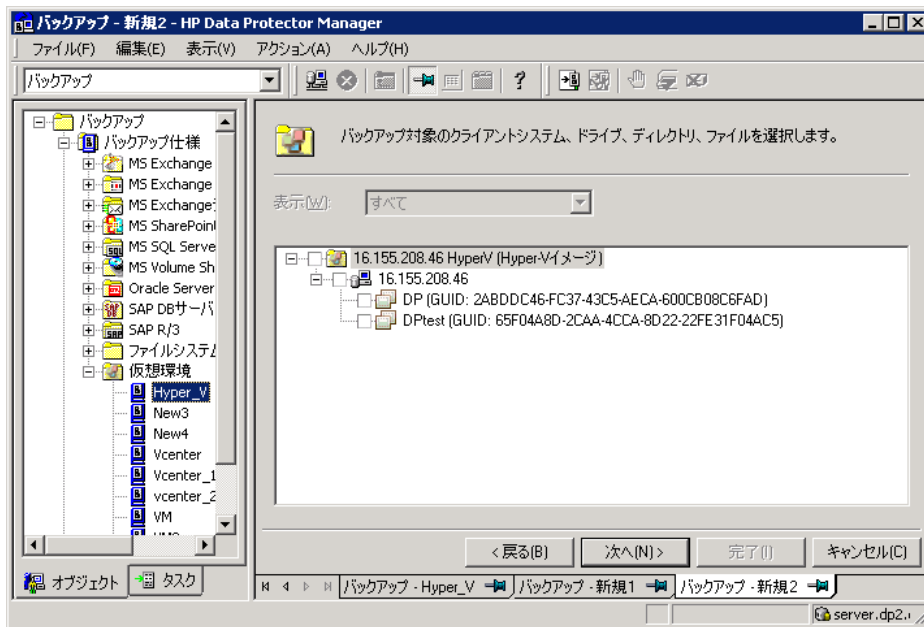 バックアップ - 新規2 - HP Data Protector Manager
ファイル(F) 編集(E) 表示(V) アクション(A) ヘルプ(H)
バックアップ
バックアップ
バックアップ仕様
MS Exchange
MS Exchange
MS Exchange
MS SharePoint
MS SQL Serve
MS Volume Sh
Oracle Server
SAP DBサーバ
SAP R/3
ファイルシステム
仮想環境
Hyper_V
New3
New4
Vcenter
Vcenter_1
vcenter_2
VM
オブジェクト タスク
バックアップ対象のクライアントシステム、ドライブ、ディレクトリ、ファイルを選択します。
表示(W): すべて
16.155.208.46 HyperV (Hyper-Vイメージ)
16.155.208.46
DP (GUID: 2ABDDC46-FC37-43C5-AECA-600CB08C6FAD)
DPtest (GUID: 65F04A8D-2CAA-4CCA-8D22-22FE31F04AC5)
<戻る(B) 次へ(N)> 完了(I) キャンセル(C)
バックアップ - Hyper_V バックアップ - 新規1 バックアップ - 新規2
server.dp2.